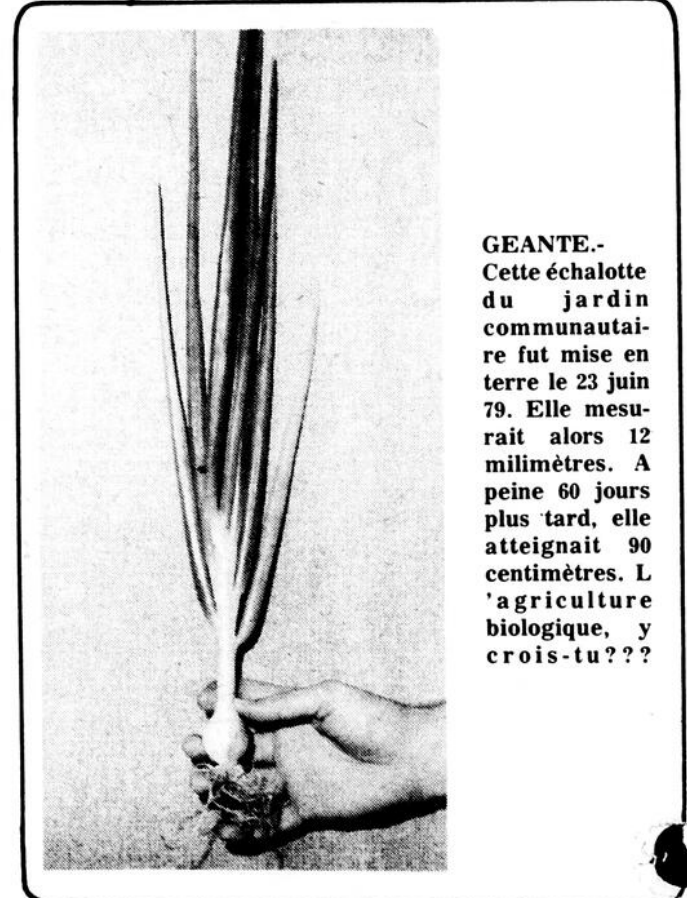 GEANTE.-
Cette échalotte
du jardin
communautai-
re fut mise en
terre le 23 juin
79. Elle mesu-
rait alors 12
milimètres. A
peine 60 jours
plus tard, elle
atteignait 90
centimètres. L
'agriculture
biologique, y
crois-tu???